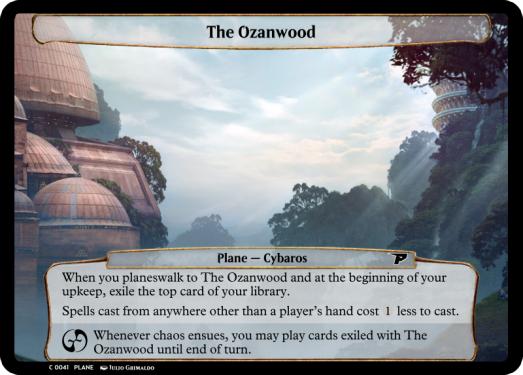 The Ozanwood
Plane — Cybaros
When you planeswalk to The Ozanwood and at the beginning of your
upkeep, exile the top card of your library.
Spells cast from anywhere other than a player's hand cost 1 less to cast.
Whenever chaos ensues, you may play cards exiled with The
Ozanwood until end of turn.
C 0041 PLANE Julio Grimaldo